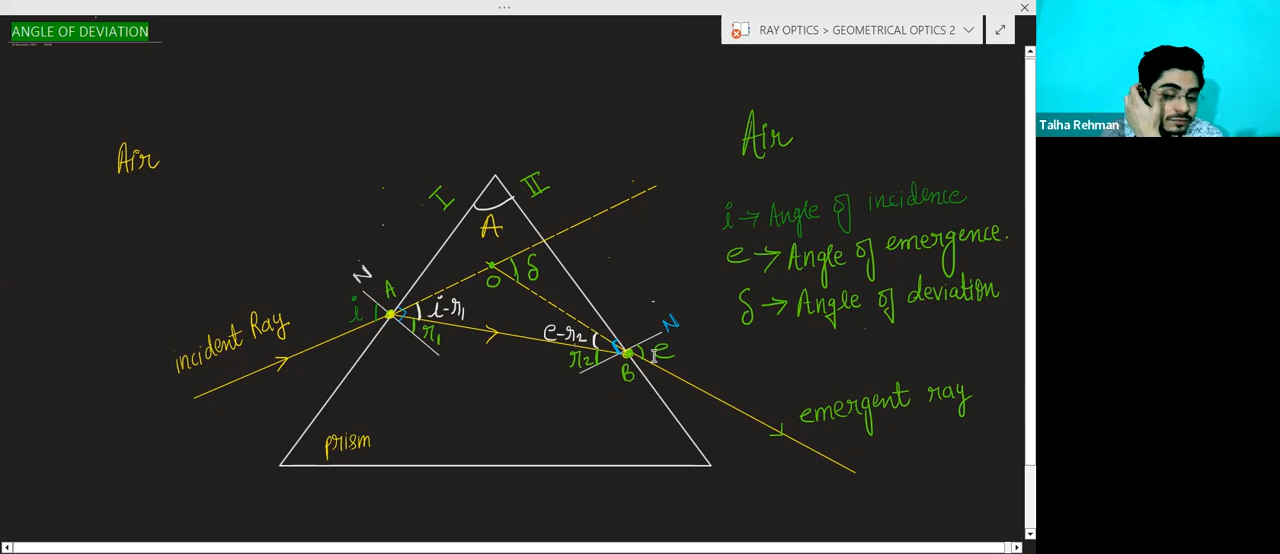 ANGLE OF DEVIATION
RAY OPTICS > GEOMETRICAL OPTICS 2
Talha Rehman
Air
Air
I
II
A
i → Angle of incidence
e → Angle of emergence.
δ → Angle of deviation
N
A
O
δ
i
i-r₁
r₁
incident Ray
e-r₂
r₂
N
e
B
emergent ray
prism